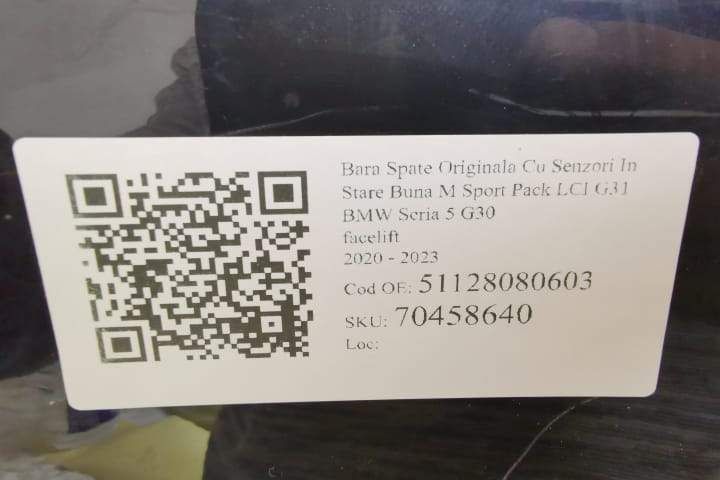 Bara Spate Originala Cu Senzori In
Stare Buna M Sport Pack LCI G31
BMW Seria 5 G30
facelift
2020 - 2023
Cod OE: 51128080603
SKU: 70458640
Loc: